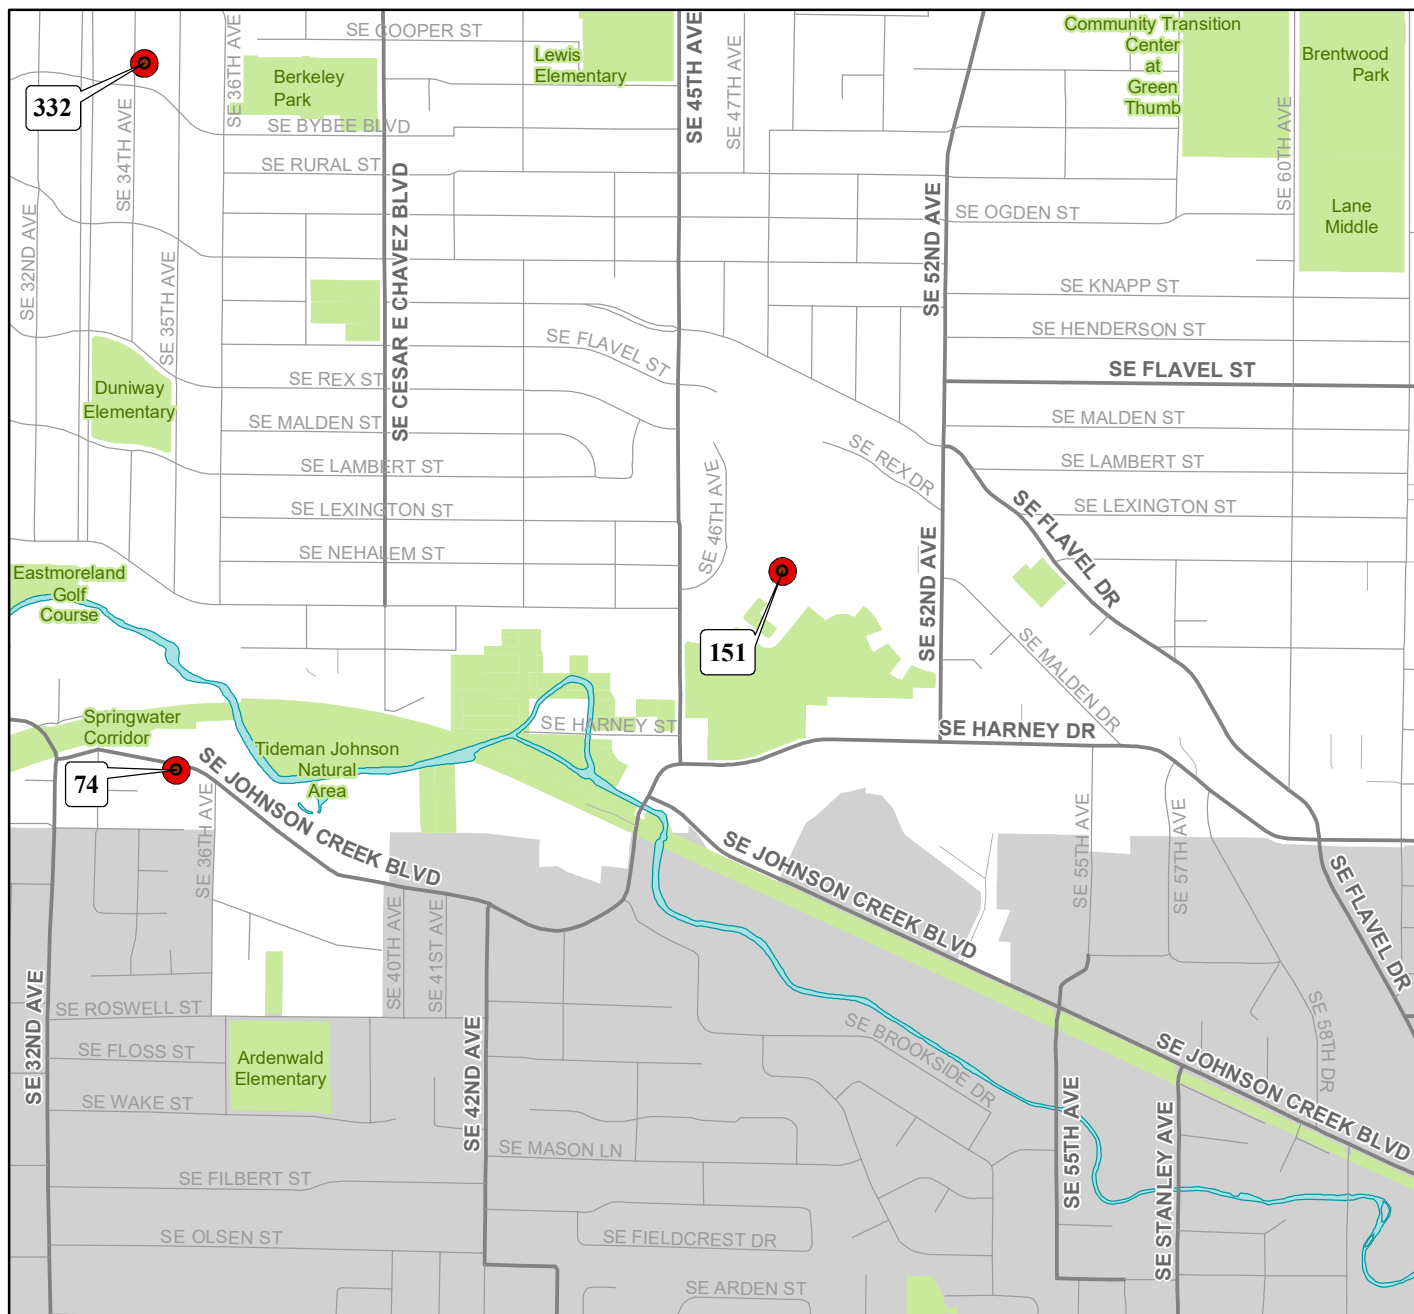 SE COOPER ST
Community Transition
Center
at
Green
Thumb
Brentwood
Park
Lewis
Elementary
SE 36TH AVE
SE 45TH AVE
SE 47TH AVE
Berkeley
Park
332
SE 34TH AVE
SE BYBEE BLVD
SE RURAL ST
SE 60TH AVE
SE CESAR E CHAVEZ BLVD
SE 52ND AVE
SE OGDEN ST
Lane
Middle
SE 32ND AVE
SE 35TH AVE
SE KNAPP ST
SE HENDERSON ST
SE FLAVEL ST
SE FLAVEL ST
SE REX ST
Duniway
Elementary
SE MALDEN ST
SE MALDEN ST
SE LAMBERT ST
SE REX DR
SE LAMBERT ST
SE LEXINGTON ST
SE 46TH AVE
SE FLAVEL DR
SE LEXINGTON ST
SE NEHALEM ST
SE 52ND AVE
Eastmoreland
Golf
Course
151
SE MALDEN DR
Springwater
Corridor
SE HARNEY ST
SE HARNEY DR
Tideman Johnson
Natural
Area
74
SE JOHNSON CREEK BLVD
SE 36TH AVE
SE 55TH AVE
SE 57TH AVE
SE JOHNSON CREEK BLVD
SE FLAVEL DR
SE 40TH AVE
SE 41ST AVE
SE 32ND AVE
SE ROSWELL ST
SE FLOSS ST
Ardenwald
Elementary
SE 42ND AVE
SE BROOKSIDE DR
SE 58TH DR
SE JOHNSON CREEK BLVD
SE WAKE ST
SE 55TH AVE
SE STANLEY AVE
SE MASON LN
SE FILBERT ST
SE OLSEN ST
SE FIELDCREST DR
SE ARDEN ST